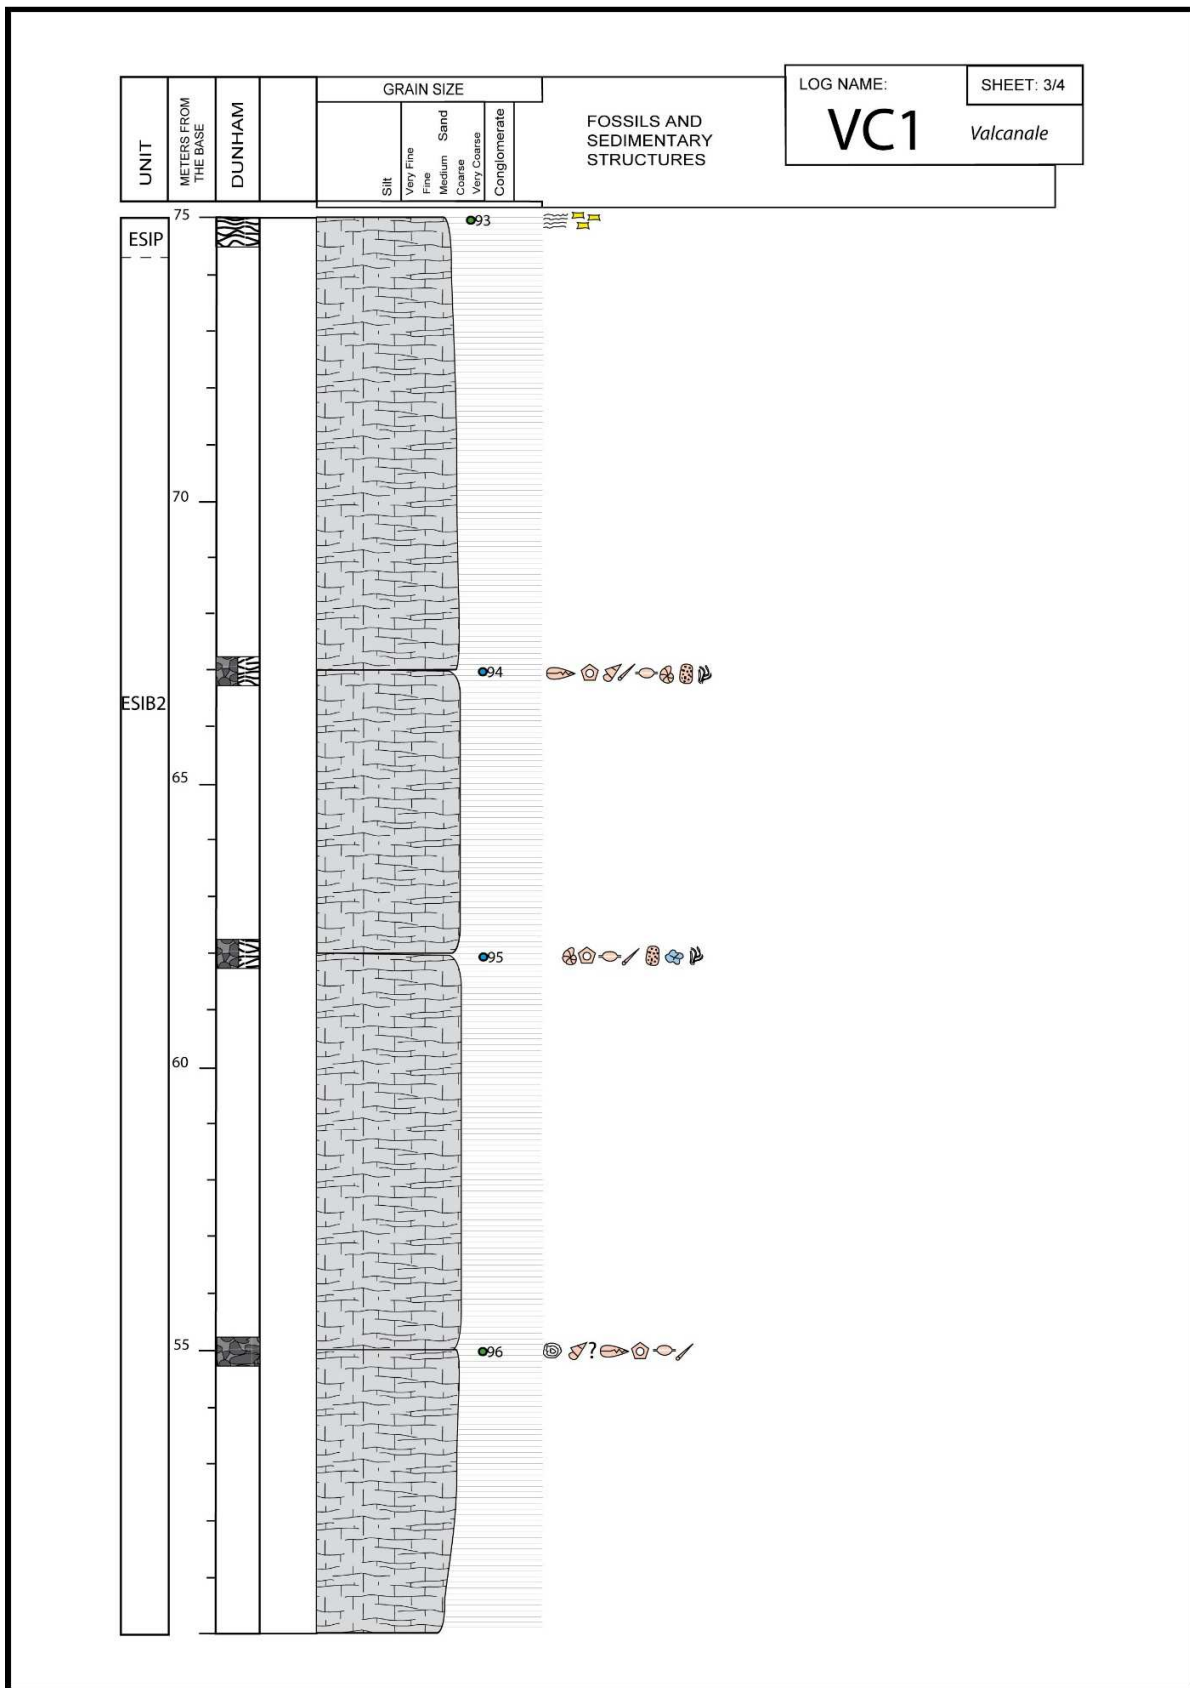 UNIT
METERS FROM
THE BASE
DUNHAM
GRAIN SIZE
Silt
Very Fine
Fine
Medium
Sand
Coarse
Very Coarse
Conglomerate
FOSSILS AND
SEDIMENTARY
STRUCTURES
LOG NAME:
VC1
SHEET: 3/4
Valcanale
75
ESIP
93
70
94
ESIB2
65
95
60
55
96
?